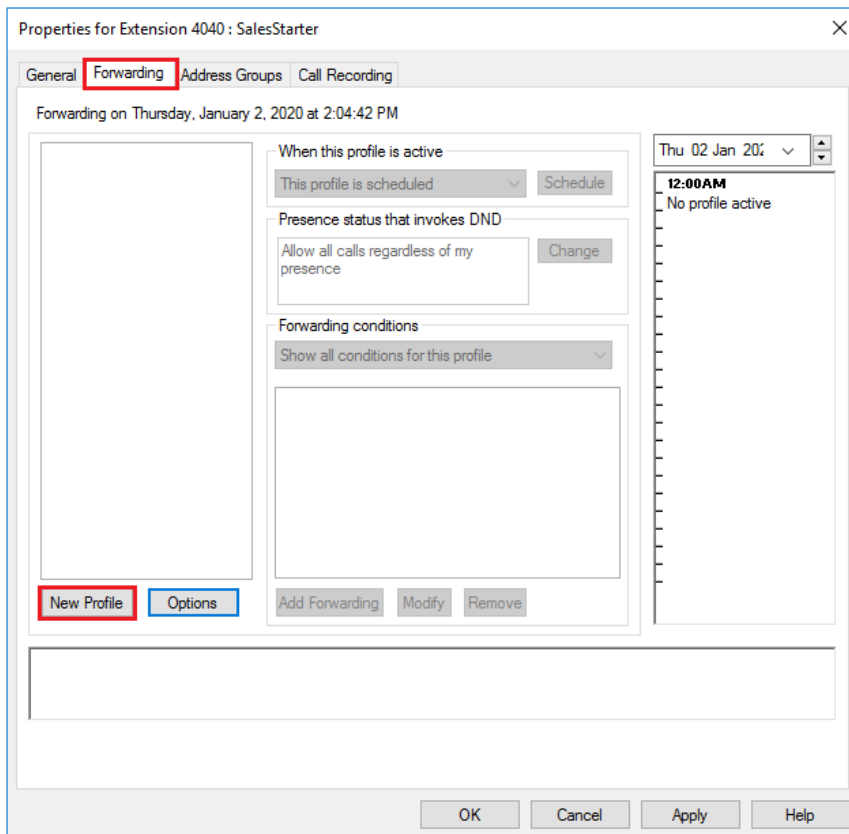 Properties for Extension 4040 : SalesStarter
General Forwarding Address Groups Call Recording
Forwarding on Thursday, January 2, 2020 at 2:04:42 PM
When this profile is active
This profile is scheduled Schedule
Presence status that invokes DND
Allow all calls regardless of my
presence
Change
Forwarding conditions
Show all conditions for this profile
Thu 02 Jan 202
12:00AM
No profile active
New Profile Options Add Forwarding Modify Remove
OK Cancel Apply Help